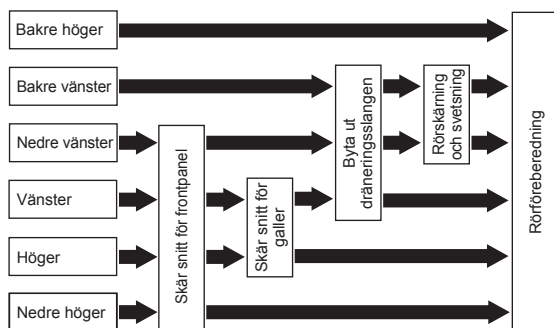 Bakre höger
Bakre vänster
Nedre vänster
Vänster
Höger
Nedre höger
Skär snitt för frontpanel
Skär snitt för
galler
Byta ut
dräneringsslangen
Rörskärning
och svetsning
Rörföreberedning